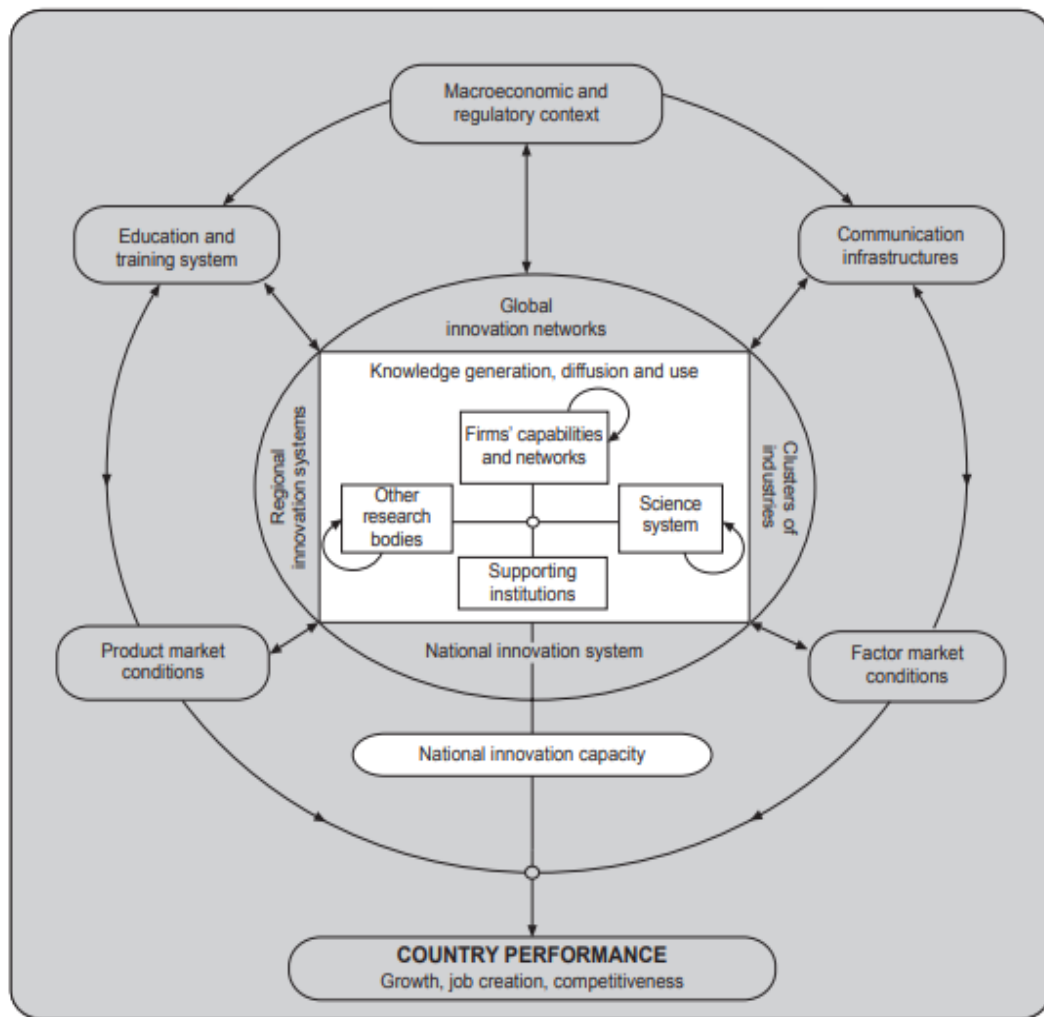 Macroeconomic and
regulatory context
Education and
training system
Communication
infrastructures
Global
innovation networks
Knowledge generation, diffusion and use
Firms' capabilities
and networks
Regional
innovation systems
Clusters of
industries
Other
research
bodies
Science
system
Supporting
institutions
Product market
conditions
National innovation system
Factor market
conditions
National innovation capacity
COUNTRY PERFORMANCE
Growth, job creation, competitiveness